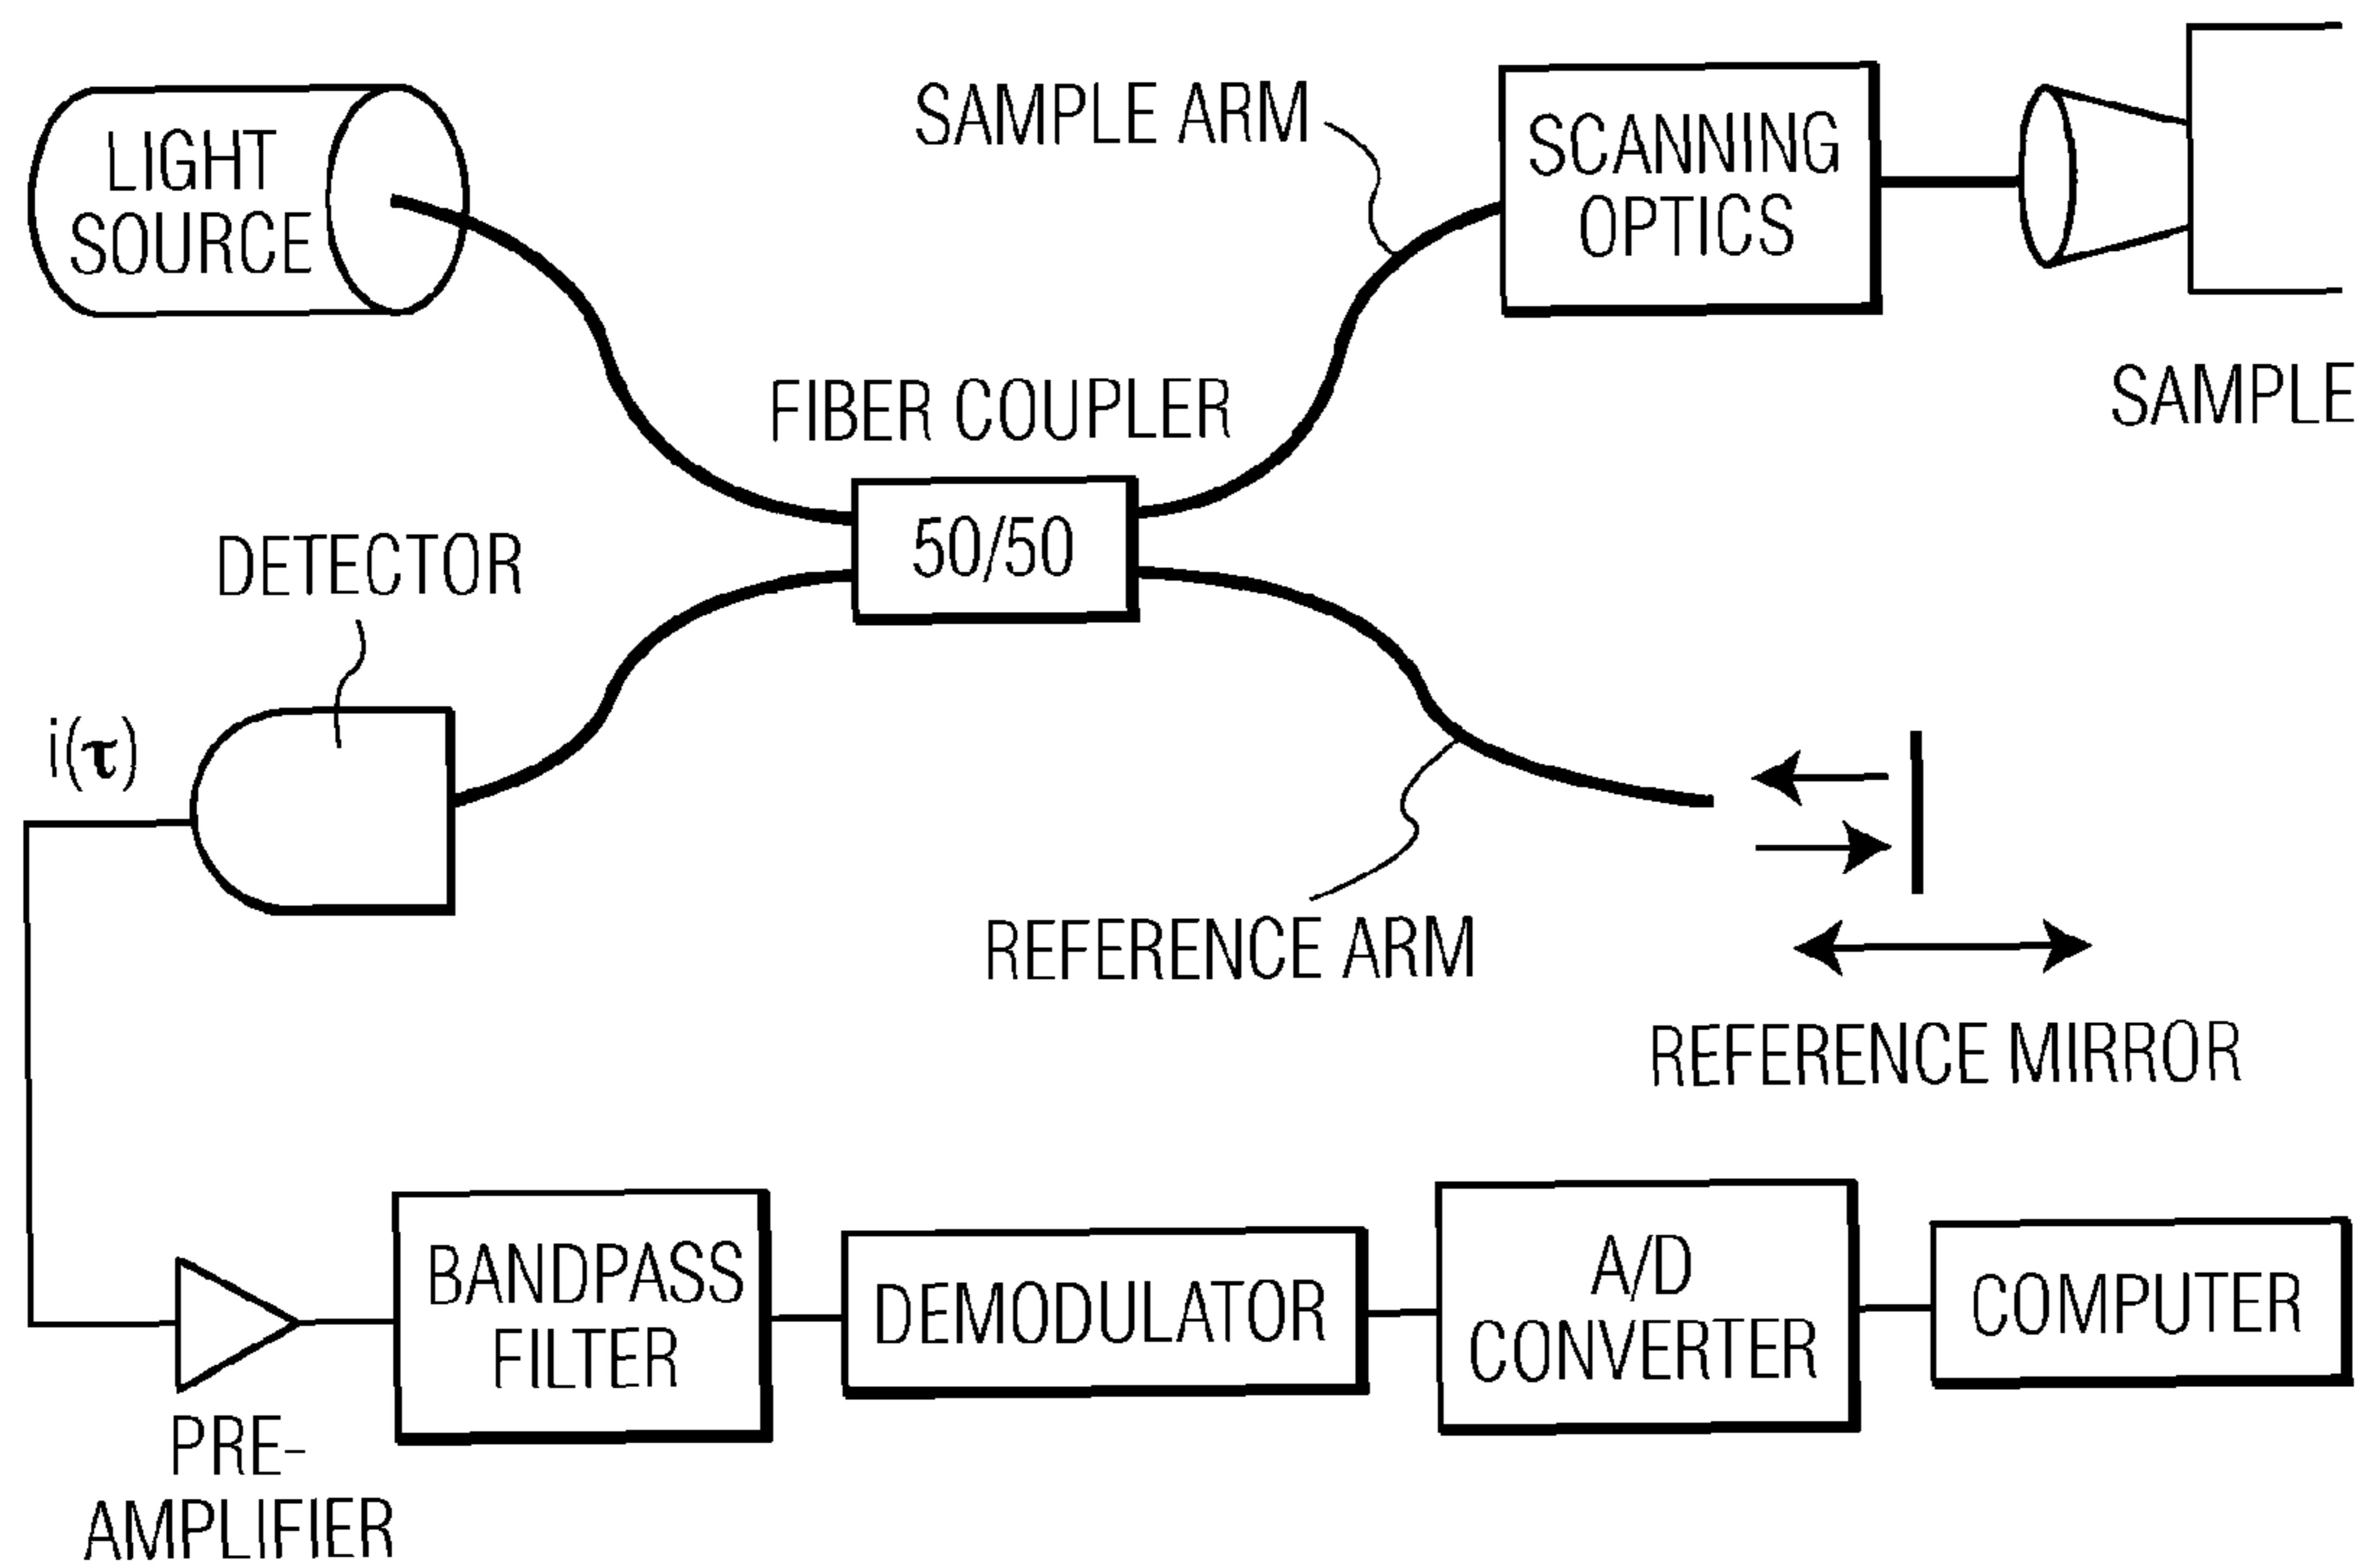 LIGHT
SOURCE
SAMPLE ARM
SCANNING
OPTICS
SAMPLE
FIBER COUPLER
50/50
DETECTOR
i(τ)
REFERENCE ARM
REFERENCE MIRROR
PRE-
AMPLIFIER
BANDPASS
FILTER
DEMODULATOR
A/D
CONVERTER
COMPUTER